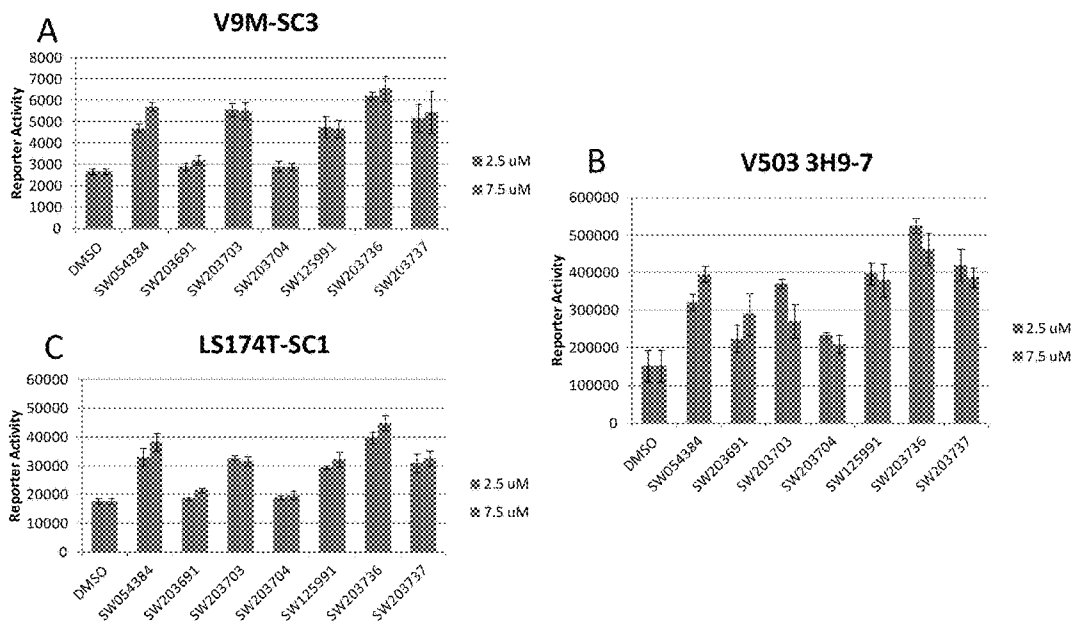 A
V9M-SC3
8000
7000
6000
5000
4000
3000
2000
1000
0
Reporter Activity
DMSO
SW054384
SW203691
SW203703
SW203704
SW125991
SW203736
SW203737
2.5 uM
7.5 uM
B
V503 3H9-7
600000
500000
400000
300000
200000
100000
0
Reporter Activity
DMSO
SW054384
SW203691
SW203703
SW203704
SW125991
SW203736
SW203737
2.5 uM
7.5 uM
C
LS174T-SC1
60000
50000
40000
30000
20000
10000
0
Reporter Activity
DMSO
SW054384
SW203691
SW203703
SW203704
SW125991
SW203736
SW203737
2.5 uM
7.5 uM